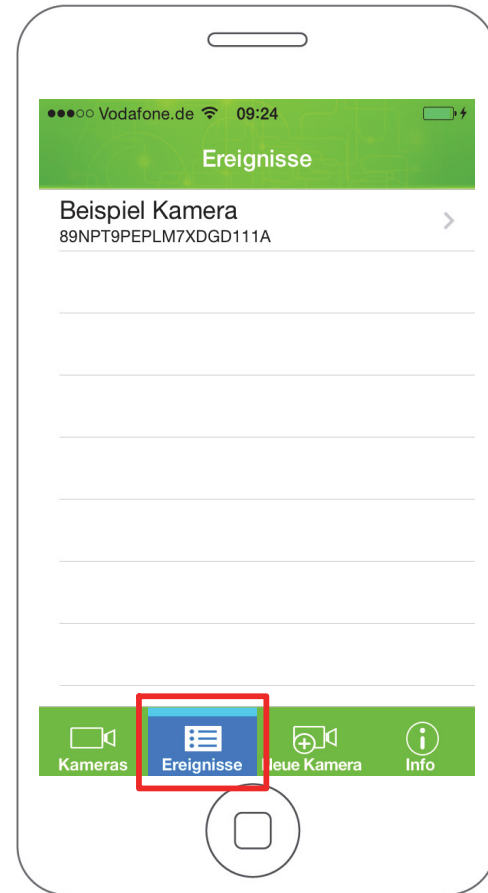 Vodafone.de 09:24
Ereignisse
Beispiel Kamera
89NPT9PEPLM7XDGD111A
Kameras Ereignisse Neue Kamera Info